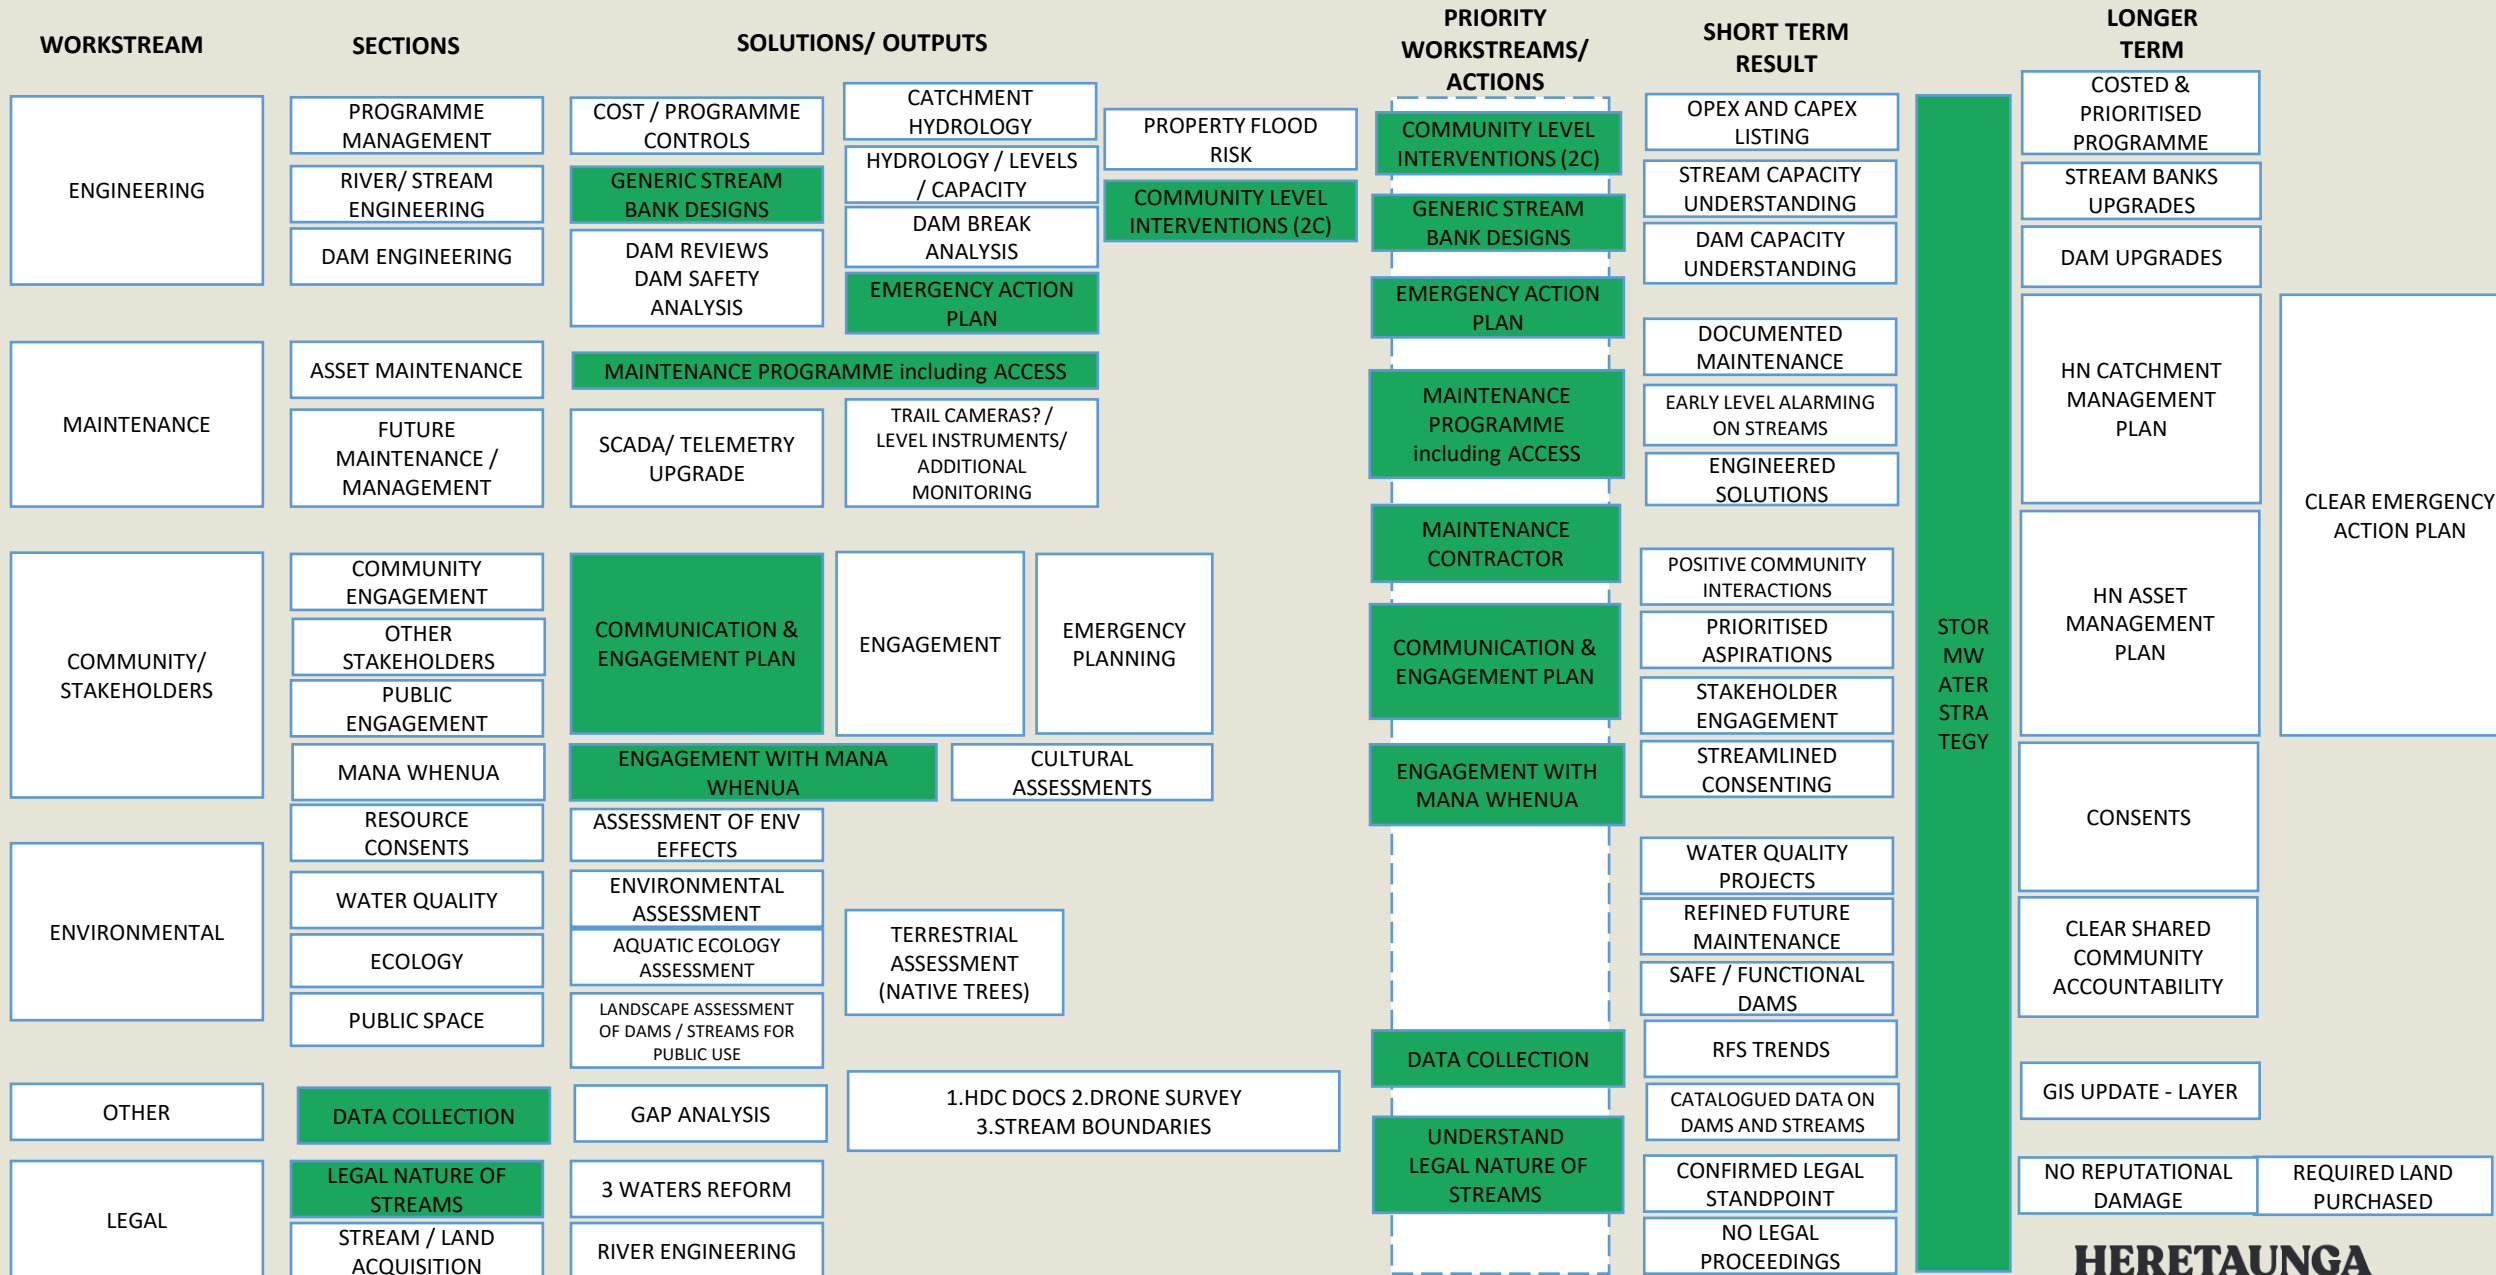 WORKSTREAM
SECTIONS
SOLUTIONS/ OUTPUTS
PRIORITY
WORKSTREAMS/
ACTIONS
SHORT TERM
RESULT
LONGER
TERM
ENGINEERING
PROGRAMME
MANAGEMENT
RIVER/ STREAM
ENGINEERING
DAM ENGINEERING
COST / PROGRAMME
CONTROLS
GENERIC STREAM
BANK DESIGNS
DAM REVIEWS
DAM SAFETY
ANALYSIS
CATCHMENT
HYDROLOGY
HYDROLOGY / LEVELS
/ CAPACITY
DAM BREAK
ANALYSIS
EMERGENCY ACTION
PLAN
PROPERTY FLOOD
RISK
COMMUNITY LEVEL
INTERVENTIONS (2C)
MAINTENANCE
ASSET MAINTENANCE
FUTURE
MAINTENANCE /
MANAGEMENT
MAINTENANCE PROGRAMME including ACCESS
SCADA/ TELEMETRY
UPGRADE
TRAIL CAMERAS? /
LEVEL INSTRUMENTS/
ADDITIONAL
MONITORING
COMMUNITY/
STAKEHOLDERS
COMMUNITY
ENGAGEMENT
OTHER
STAKEHOLDERS
PUBLIC
ENGAGEMENT
MANA WHENUA
COMMUNICATION &
ENGAGEMENT PLAN
ENGAGEMENT
EMERGENCY
PLANNING
ENGAGEMENT WITH MANA
WHENUA
CULTURAL
ASSESSMENTS
ENVIRONMENTAL
RESOURCE
CONSENTS
WATER QUALITY
ECOLOGY
PUBLIC SPACE
ASSESSMENT OF ENV
EFFECTS
ENVIRONMENTAL
ASSESSMENT
AQUATIC ECOLOGY
ASSESSMENT
LANDSCAPE ASSESSMENT
OF DAMS / STREAMS FOR
PUBLIC USE
TERRESTRIAL
ASSESSMENT
(NATIVE TREES)
OTHER
DATA COLLECTION
GAP ANALYSIS
1.HDC DOCS 2.DRONE SURVEY
3.STREAM BOUNDARIES
LEGAL
LEGAL NATURE OF
STREAMS
STREAM / LAND
ACQUISITION
3 WATERS REFORM
RIVER ENGINEERING
COMMUNITY LEVEL
INTERVENTIONS (2C)
GENERIC STREAM
BANK DESIGNS
EMERGENCY ACTION
PLAN
MAINTENANCE
PROGRAMME
including ACCESS
MAINTENANCE
CONTRACTOR
COMMUNICATION &
ENGAGEMENT PLAN
ENGAGEMENT WITH
MANA WHENUA
DATA COLLECTION
UNDERSTAND
LEGAL NATURE OF
STREAMS
OPEX AND CAPEX
LISTING
STREAM CAPACITY
UNDERSTANDING
DAM CAPACITY
UNDERSTANDING
DOCUMENTED
MAINTENANCE
EARLY LEVEL ALARMING
ON STREAMS
ENGINEERED
SOLUTIONS
POSITIVE COMMUNITY
INTERACTIONS
PRIORITISED
ASPIRATIONS
STAKEHOLDER
ENGAGEMENT
STREAMLINED
CONSENTING
WATER QUALITY
PROJECTS
REFINED FUTURE
MAINTENANCE
SAFE / FUNCTIONAL
DAMS
RFS TRENDS
CATALOGUED DATA ON
DAMS AND STREAMS
CONFIRMED LEGAL
STANDPOINT
NO LEGAL
PROCEEDINGS
STOR
MW
ATER
STRA
TEGY
COSTED &
PRIORITISED
PROGRAMME
STREAM BANKS
UPGRADES
DAM UPGRADES
HN CATCHMENT
MANAGEMENT
PLAN
HN ASSET
MANAGEMENT
PLAN
CLEAR EMERGENCY
ACTION PLAN
CONSENTS
CLEAR SHARED
COMMUNITY
ACCOUNTABILITY
GIS UPDATE - LAYER
NO REPUTATIONAL
DAMAGE
REQUIRED LAND
PURCHASED
HERETAUNGA